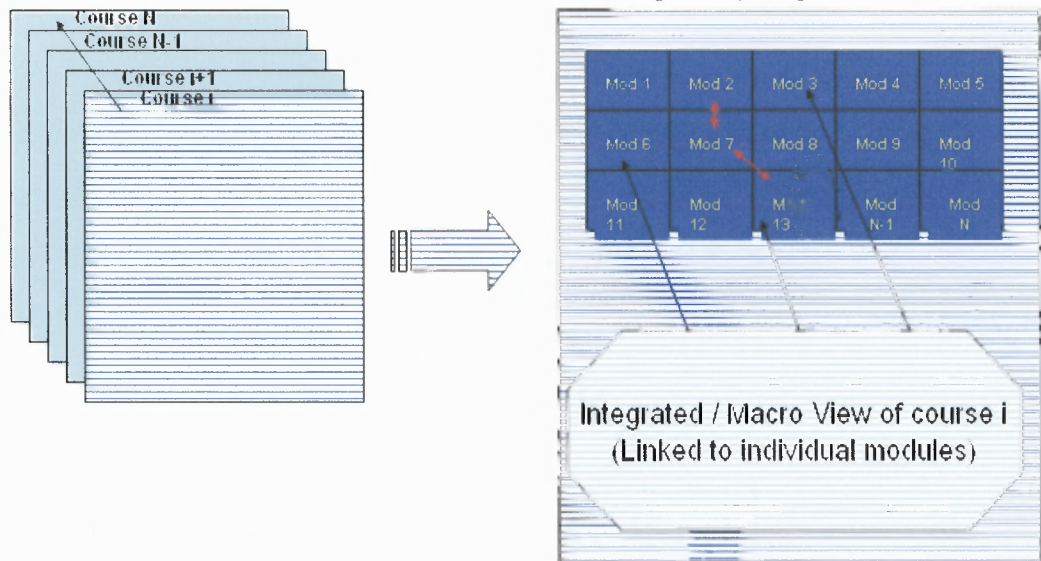 Course N
Course N-1
Course i+1
Course i
Mod 1
Mod 2
Mod 3
Mod 4
Mod 5
Mod 6
Mod 7
Mod 8
Mod 9
Mod
10
Mod
11
Mod
12
13
Mod
N-1
Mod
N
Integrated / Macro View of course i
(Linked to individual modules)